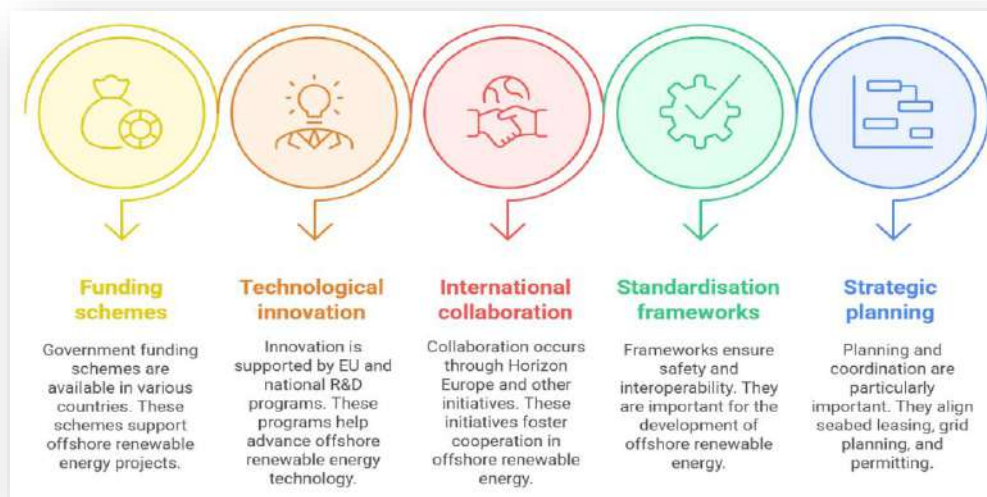 Funding
schemes
Government funding
schemes are
available in various
countries. These
schemes support
offshore renewable
energy projects.
Technological
innovation
Innovation is
supported by EU and
national R&D
programs. These
programs help
advance offshore
renewable energy
technology.
International
collaboration
Collaboration occurs
through Horizon
Europe and other
initiatives. These
initiatives foster
cooperation in
offshore renewable
energy.
Standardisation
frameworks
Frameworks ensure
safety and
interoperability. They
are important for the
development of
offshore renewable
energy.
Strategic
planning
Planning and
coordination are
particularly
important. They align
seabed leasing, grid
planning, and
permitting.